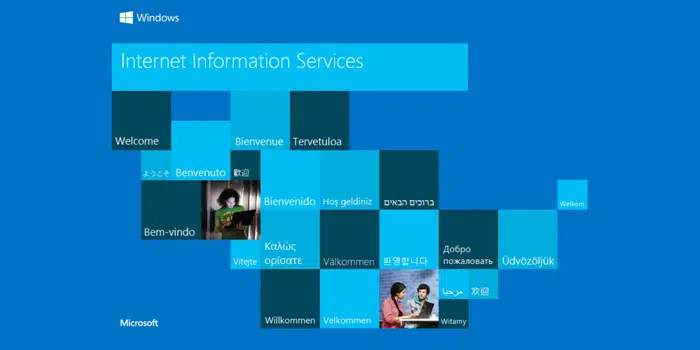 Windows
Internet Information Services
Welcome
Bienvenue
Tervetuloa
ようこそ
Benvenuto
歓迎
Bienvenido
Hoş geldiniz
ברוכים הבאים
Welkom
Bem-vindo
Vítejte
Καλώς
ορίσατε
Välkommen
환영합니다
Добро
пожаловать
Üdvözöljük
مرحبا
欢迎
Willkommen
Velkommen
Witamy
Microsoft